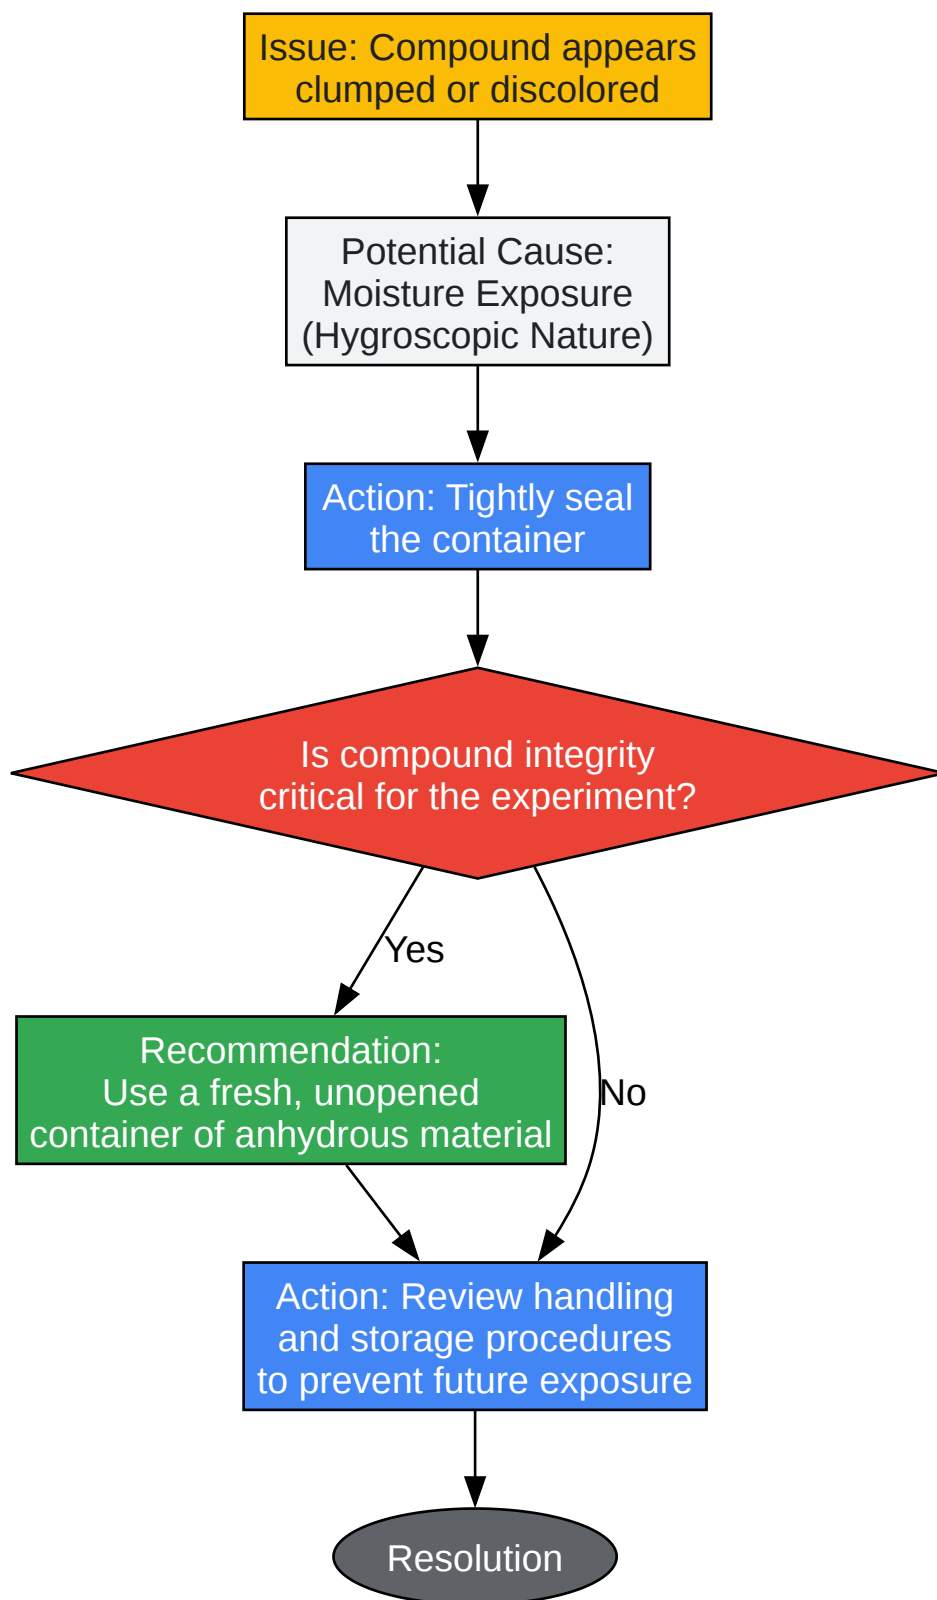 Issue: Compound appears
clumped or discolored
Potential Cause:
Moisture Exposure
(Hygroscopic Nature)
Action: Tightly seal
the container
Is compound integrity
critical for the experiment?
Yes
Recommendation:
Use a fresh, unopened
container of anhydrous material
No
Action: Review handling
and storage procedures
to prevent future exposure
Resolution